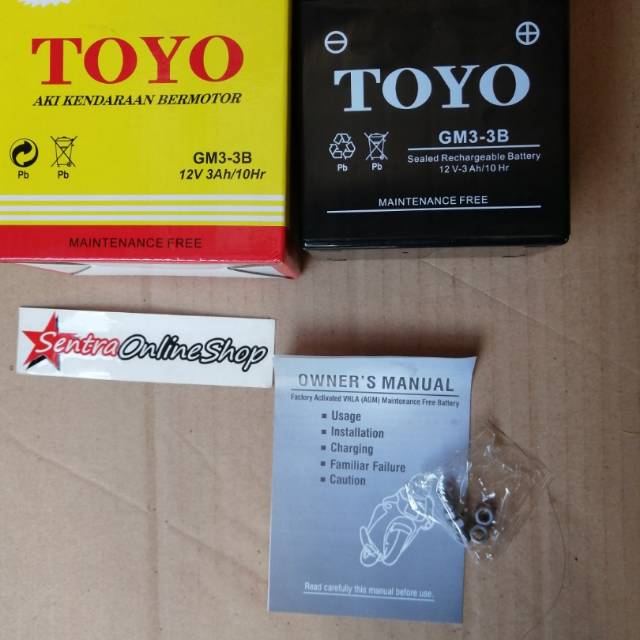 TOYO
AKI KENDARAAN BERMOTOR
Pb
GM3-3B
12V 3Ah/10Hr
MAINTENANCE FREE
TOYO
GM3-3B
Sealed Rechargeable Battery
12 V-3 Ah/10 Hr
Pb
Pb
MAINTENANCE FREE
SentraOnlineShop
OWNER'S MANUAL
Factory Activated VRLA (AGM) Maintenance Free Battery
Usage
Installation
Charging
Familiar Failure
Caution
Read carefully this manual before use.